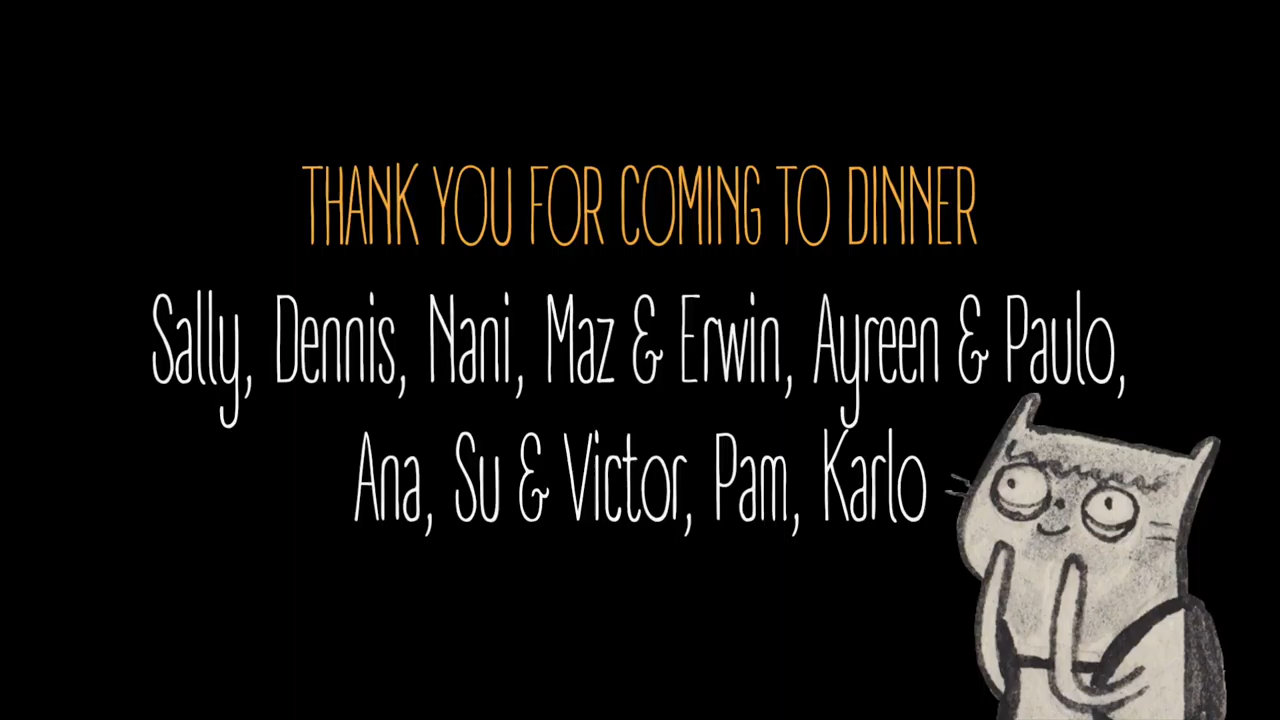 THANK YOU FOR COMING TO DINNER
Sally, Dennis, Nani, Maz & Erwin, Ayreen & Paulo,
Ana, Su & Victor, Pam, Karlo